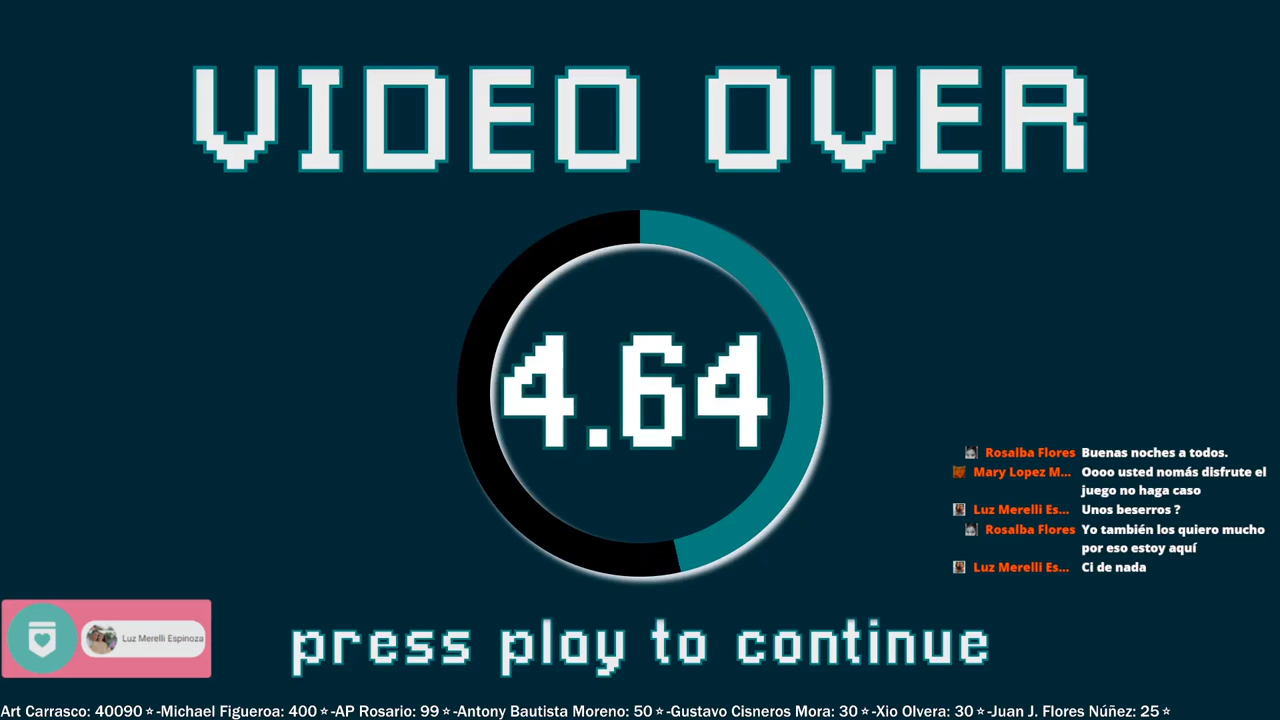 VIDEO OVER
4.64
Rosalba Flores Buenas noches a todos.
Mary Lopez M... Oooo usted nomás disfrute el
juego no haga caso
Luz Merelli Es... Unos beserros ?
Rosalba Flores Yo también los quiero mucho
por eso estoy aquí
Luz Merelli Es... Ci de nada
Luz Merelli Espinoza
press play to continue
Art Carrasco: 40090⭐-Michael Figueroa: 400⭐-AP Rosario: 99⭐-Antony Bautista Moreno: 50⭐-Gustavo Cisneros Mora: 30⭐-Xio Olvera: 30⭐-Juan J. Flores Núñez: 25⭐